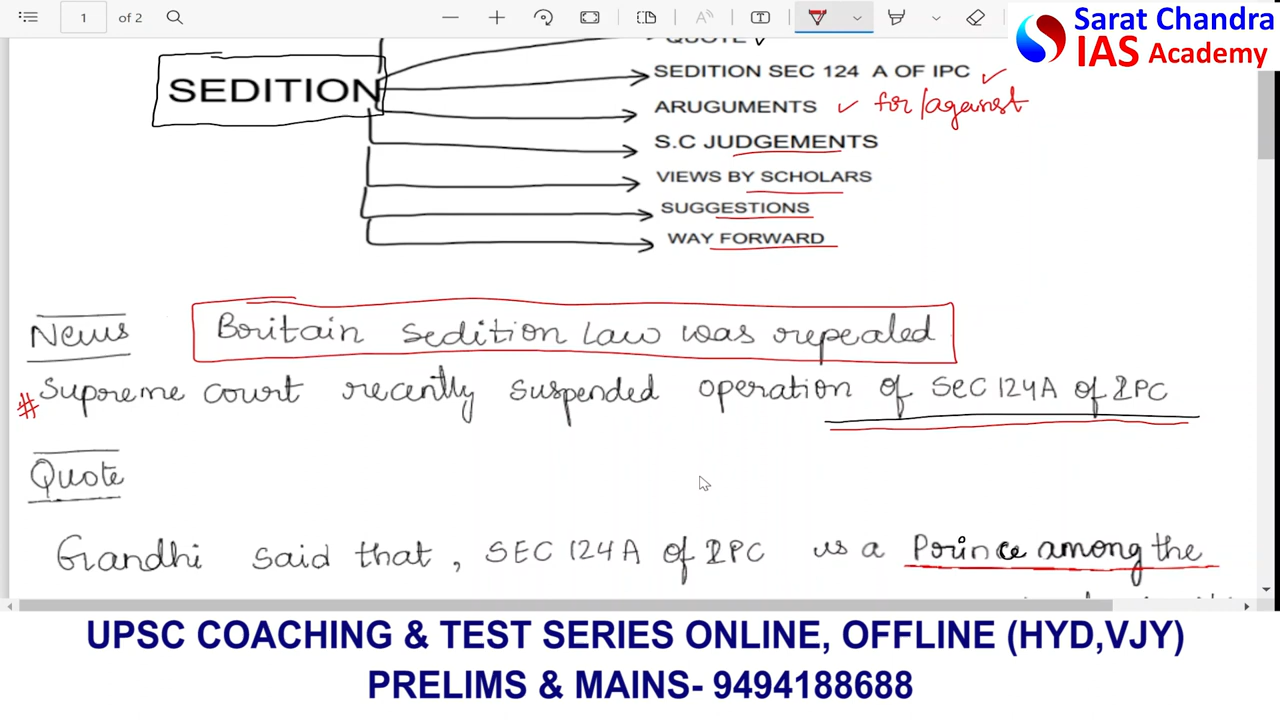 1 of 2
Sarat Chandra
IAS Academy
QUOTE
SEDITION
SEDITION SEC 124 A OF IPC
ARUGUMENTS for/against
S.C JUDGEMENTS
VIEWS BY SCHOLARS
SUGGESTIONS
WAY FORWARD
News Britain Sedition Law was repealed
# Supreme court recently suspended operation of SEC 124A of IPC
Quote
Gandhi said that, SEC 124A of IPC is a Prince among the
UPSC COACHING & TEST SERIES ONLINE, OFFLINE (HYD,VJY)
PRELIMS & MAINS- 9494188688